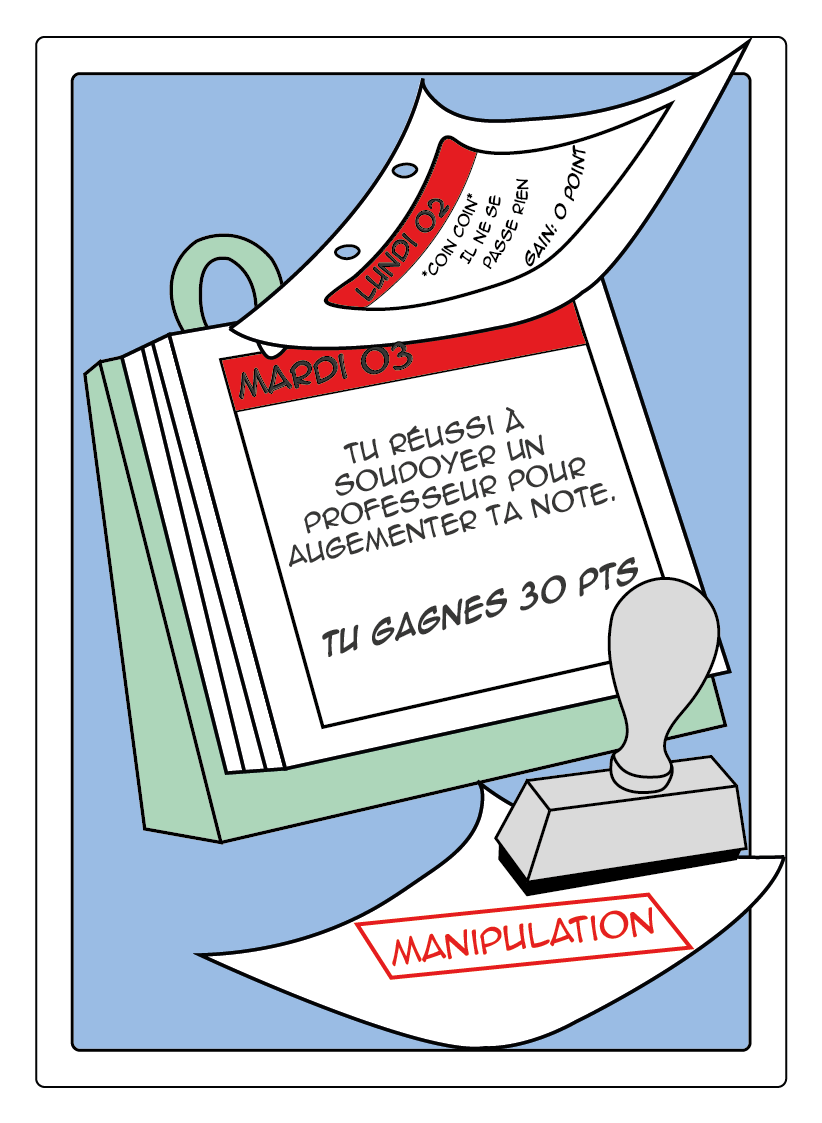 LUNDI 02
*COIN COIN*
IL NE SE
PASSE RIEN
GAIN: 0 POINT
MARDI 03
TU RÉUSSI À
SOUDOYER UN
PROFESSEUR POUR
AUGEMENTER TA NOTE.
TU GAGNES 30 PTS
MANIPULATION